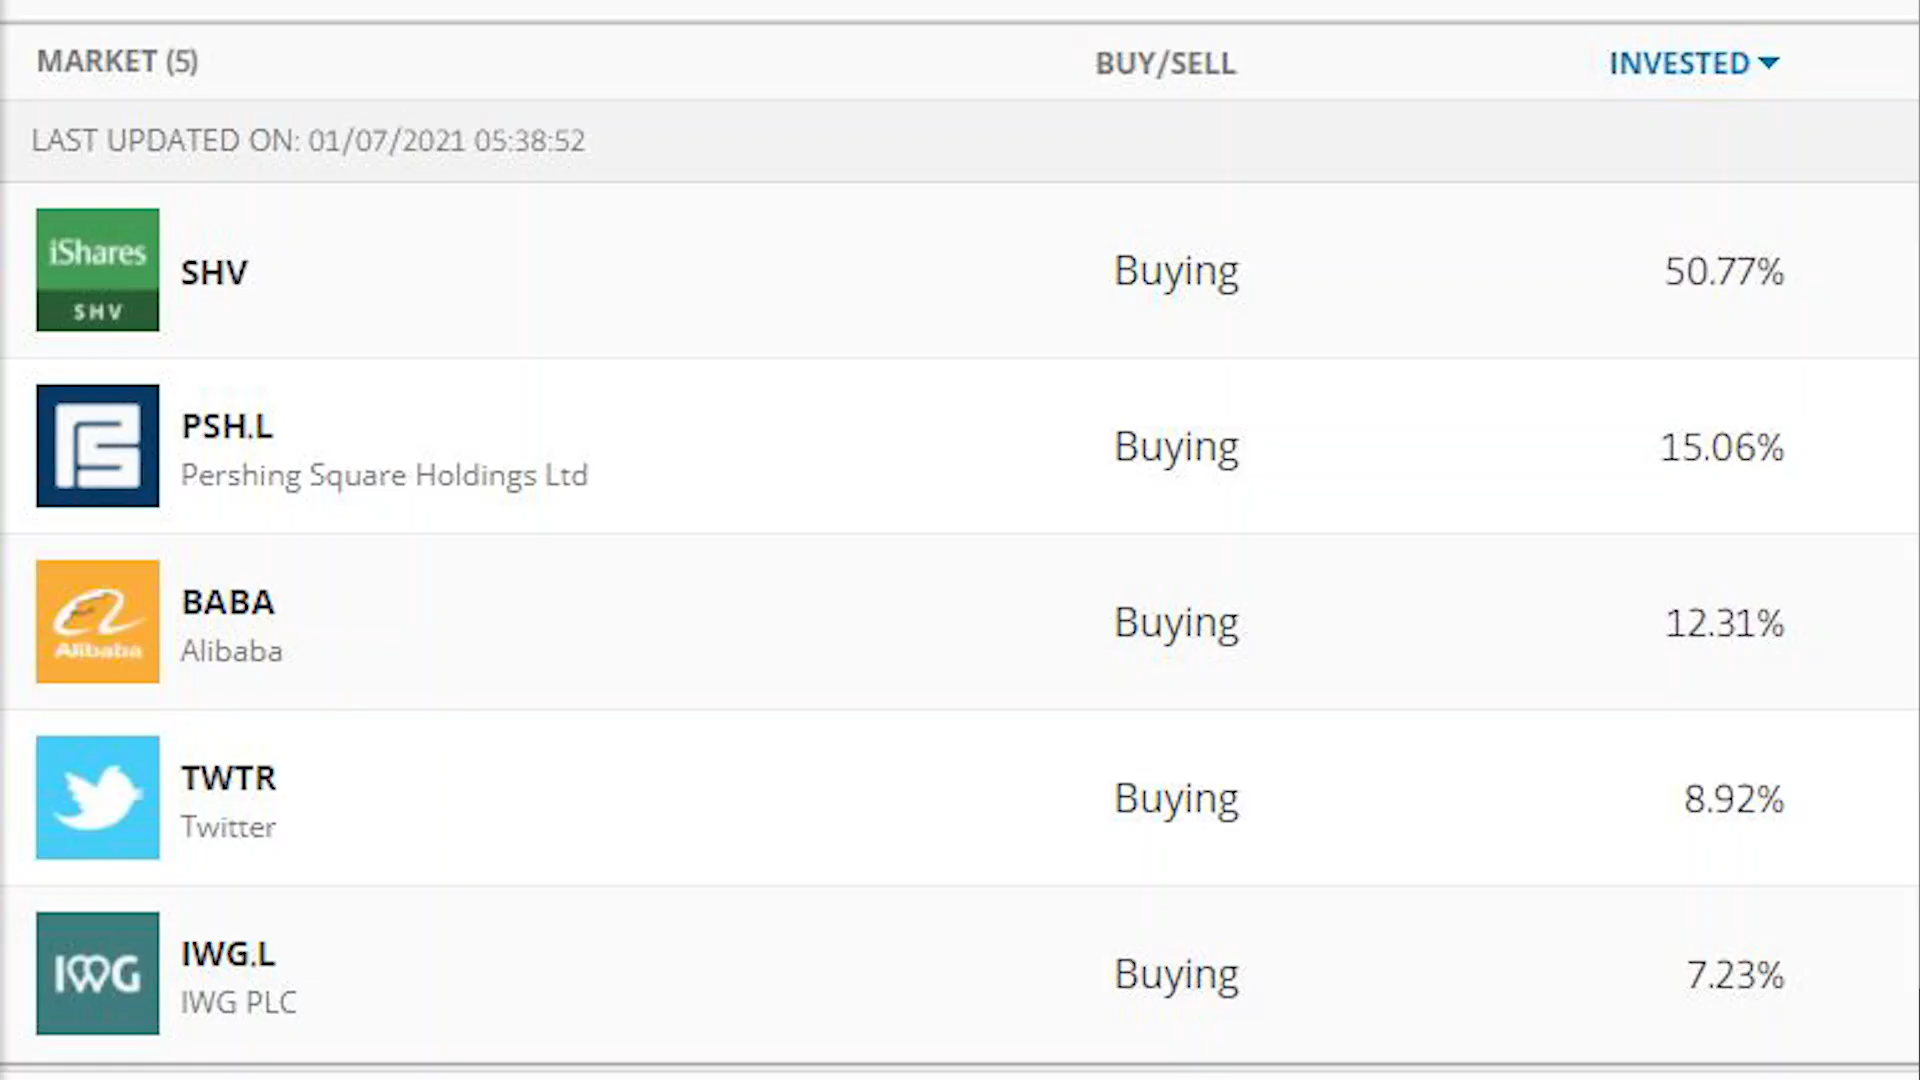 MARKET (5) BUY/SELL INVESTED
LAST UPDATED ON: 01/07/2021 05:38:52
iShares
SHV
SHV Buying 50.77%
PSH.L
Pershing Square Holdings Ltd
Buying 15.06%
Alibaba
BABA
Alibaba
Buying 12.31%
TWTR
Twitter
Buying 8.92%
IWG
IWG.L
IWG PLC
Buying 7.23%